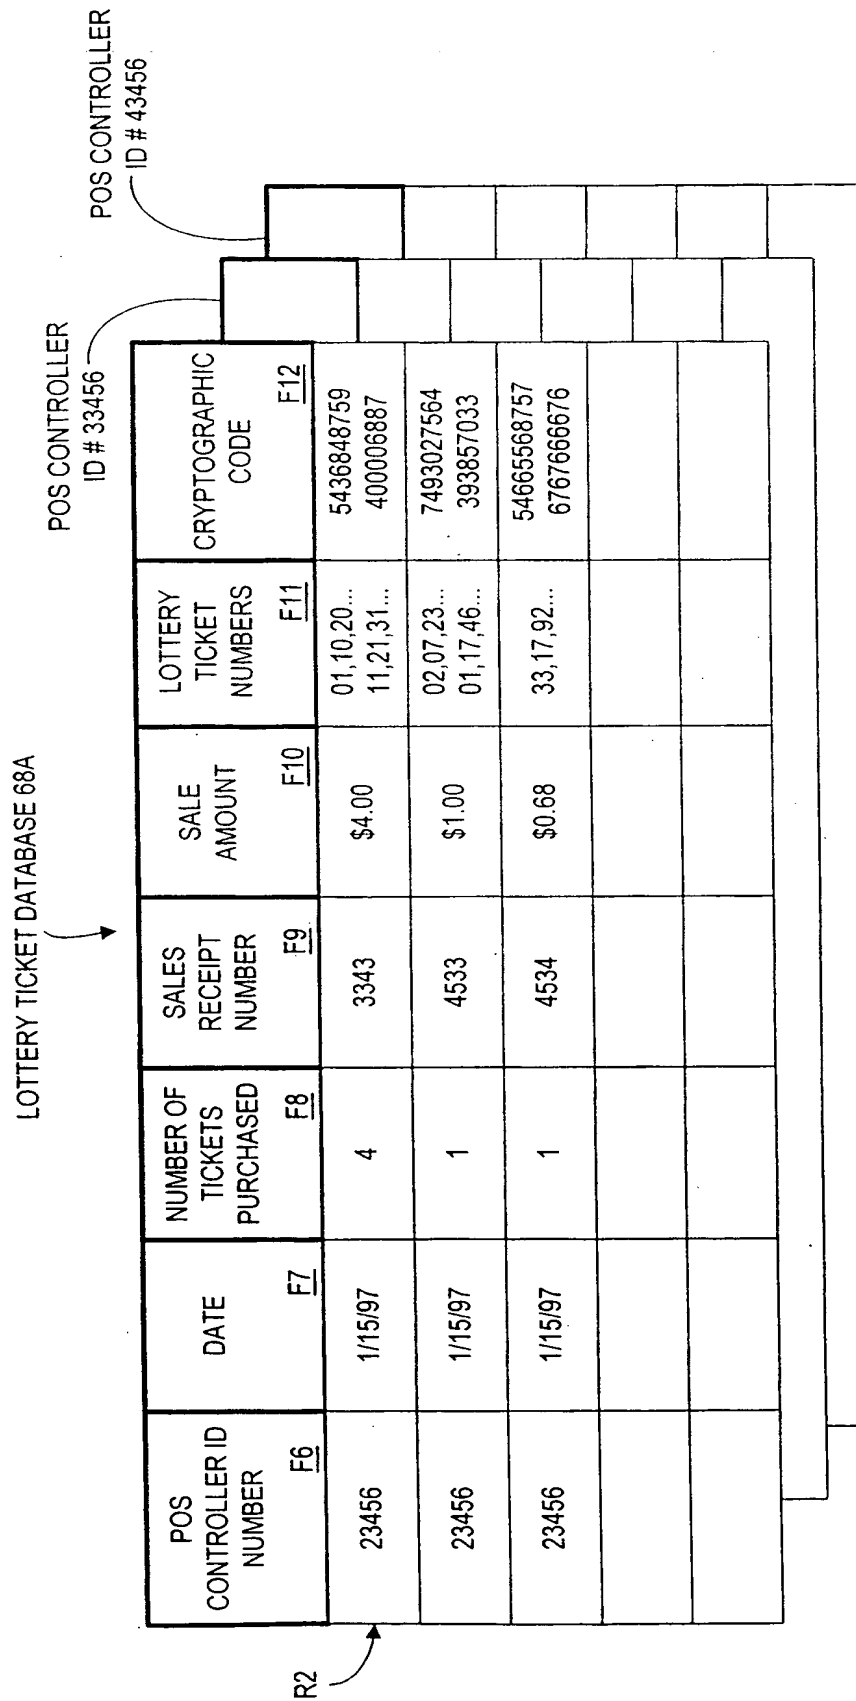 LOTTERY TICKET DATABASE 68A
POS CONTROLLER
ID # 33456
POS CONTROLLER
ID # 43456
POS
CONTROLLER ID
NUMBER
F6
DATE
F7
NUMBER OF
TICKETS
PURCHASED
F8
SALES
RECEIPT
NUMBER
F9
SALE
AMOUNT
F10
LOTTERY
TICKET
NUMBERS
F11
CRYPTOGRAPHIC
CODE
F12
R2
23456
1/15/97
4
3343
$4.00
01,10,20...
11,21,31...
5436848759
400006887
23456
1/15/97
1
4533
$1.00
02,07,23...
01,17,46...
7493027564
393857033
23456
1/15/97
1
4534
$0.68
33,17,92...
54665568757
6767666676